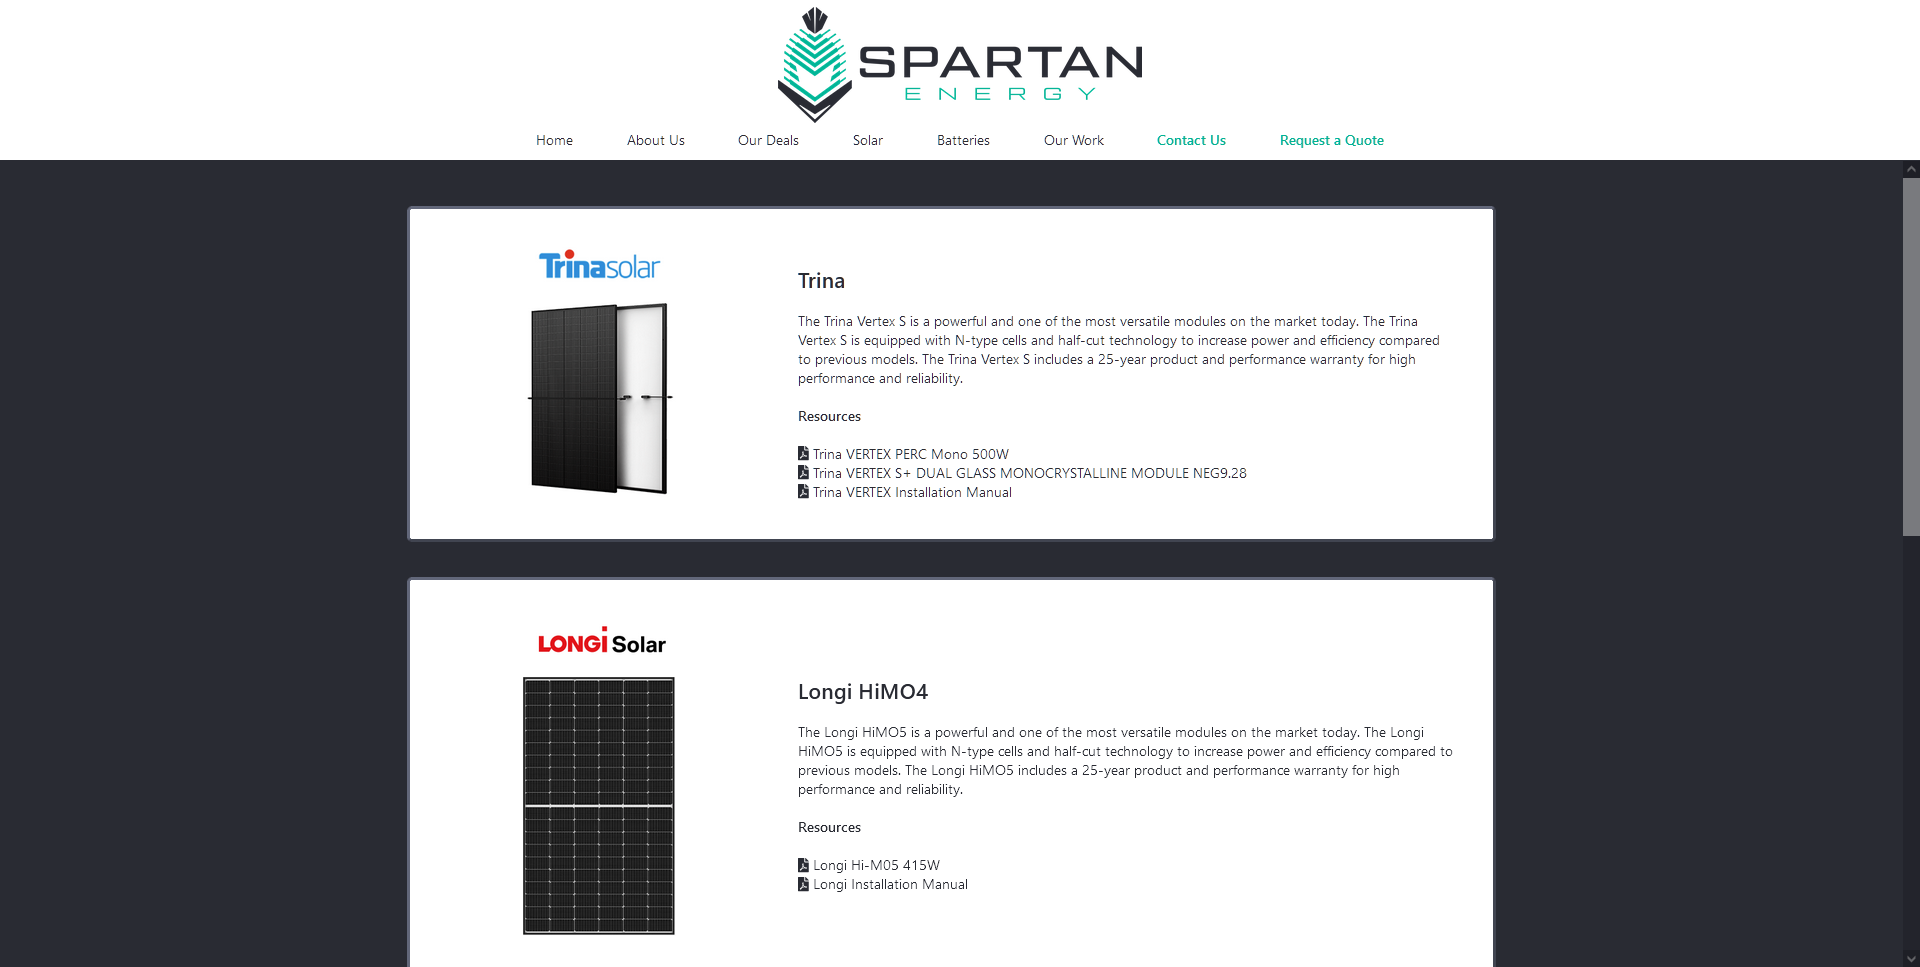 SPARTAN
ENERGY
Home About Us Our Deals Solar Batteries Our Work Contact Us Request a Quote
Trinasolar
Trina
The Trina Vertex S is a powerful and one of the most versatile modules on the market today. The Trina
Vertex S is equipped with N-type cells and half-cut technology to increase power and efficiency compared
to previous models. The Trina Vertex S includes a 25-year product and performance warranty for high
performance and reliability.
Resources
Trina VERTEX PERC Mono 500W
Trina VERTEX S+ DUAL GLASS MONOCRYSTALLINE MODULE NEG9.28
Trina VERTEX Installation Manual
LONGi Solar
Longi HiMO4
The Longi HiMO5 is a powerful and one of the most versatile modules on the market today. The Longi
HiMO5 is equipped with N-type cells and half-cut technology to increase power and efficiency compared to
previous models. The Longi HiMO5 includes a 25-year product and performance warranty for high
performance and reliability.
Resources
Longi Hi-M05 415W
Longi Installation Manual